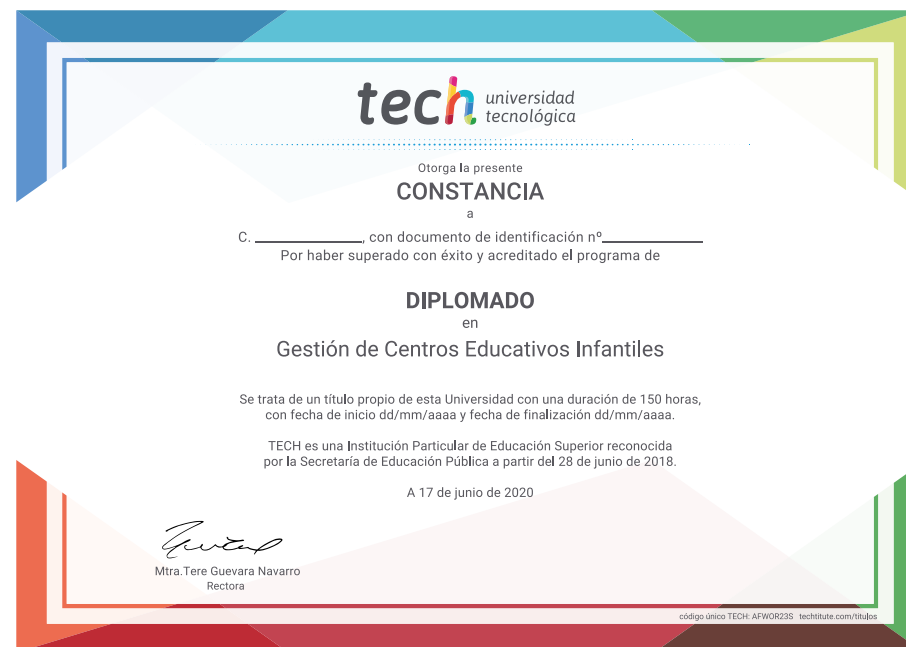 tech universidad
tecnológica
Otorga la presente
CONSTANCIA
a
C. ____________, con documento de identificación nº____________
Por haber superado con éxito y acreditado el programa de
DIPLOMADO
en
Gestión de Centros Educativos Infantiles
Se trata de un título propio de esta Universidad con una duración de 150 horas,
con fecha de inicio dd/mm/aaaa y fecha de finalización dd/mm/aaaa.
TECH es una Institución Particular de Educación Superior reconocida
por la Secretaría de Educación Pública a partir del 28 de junio de 2018.
A 17 de junio de 2020
Mtra.Tere Guevara Navarro
Rectora
código único TECH: AFWOR23S techtitute.com/titulos